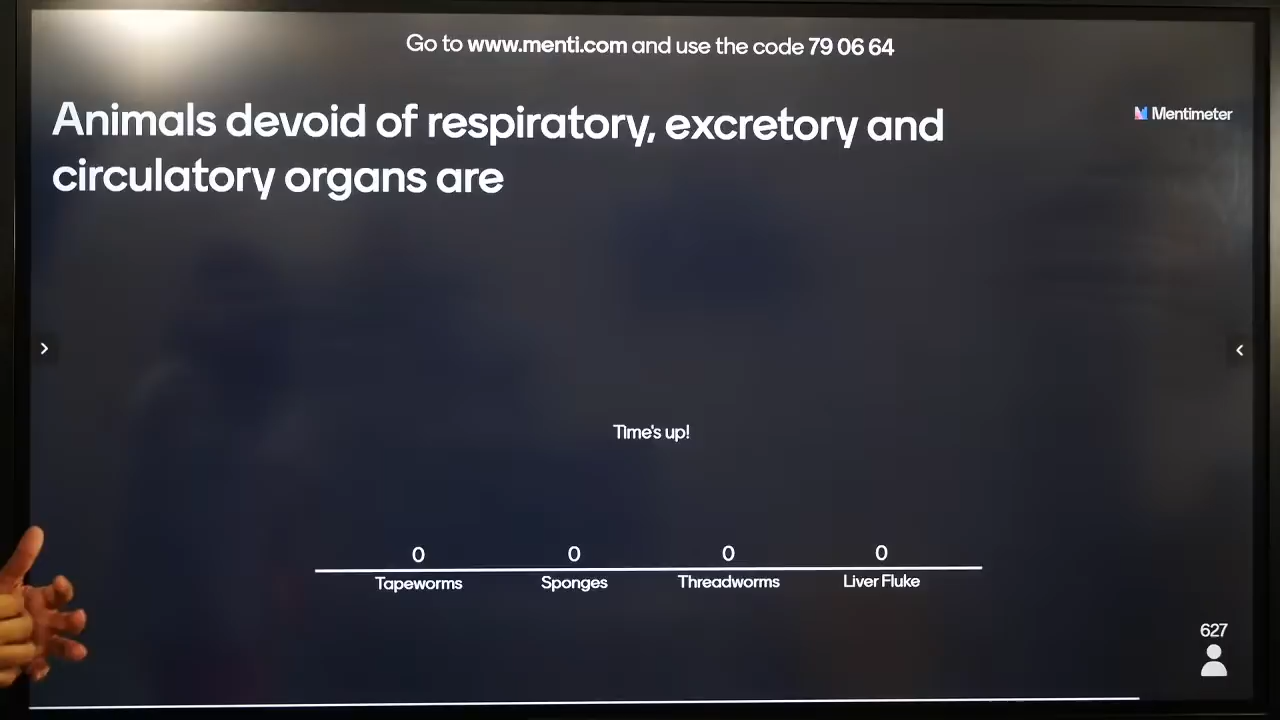 Go to www.menti.com and use the code 79 06 64
Animals devoid of respiratory, excretory and
circulatory organs are
Mentimeter
Time's up!
0 0 0 0
Tapeworms Sponges Threadworms Liver Fluke
627